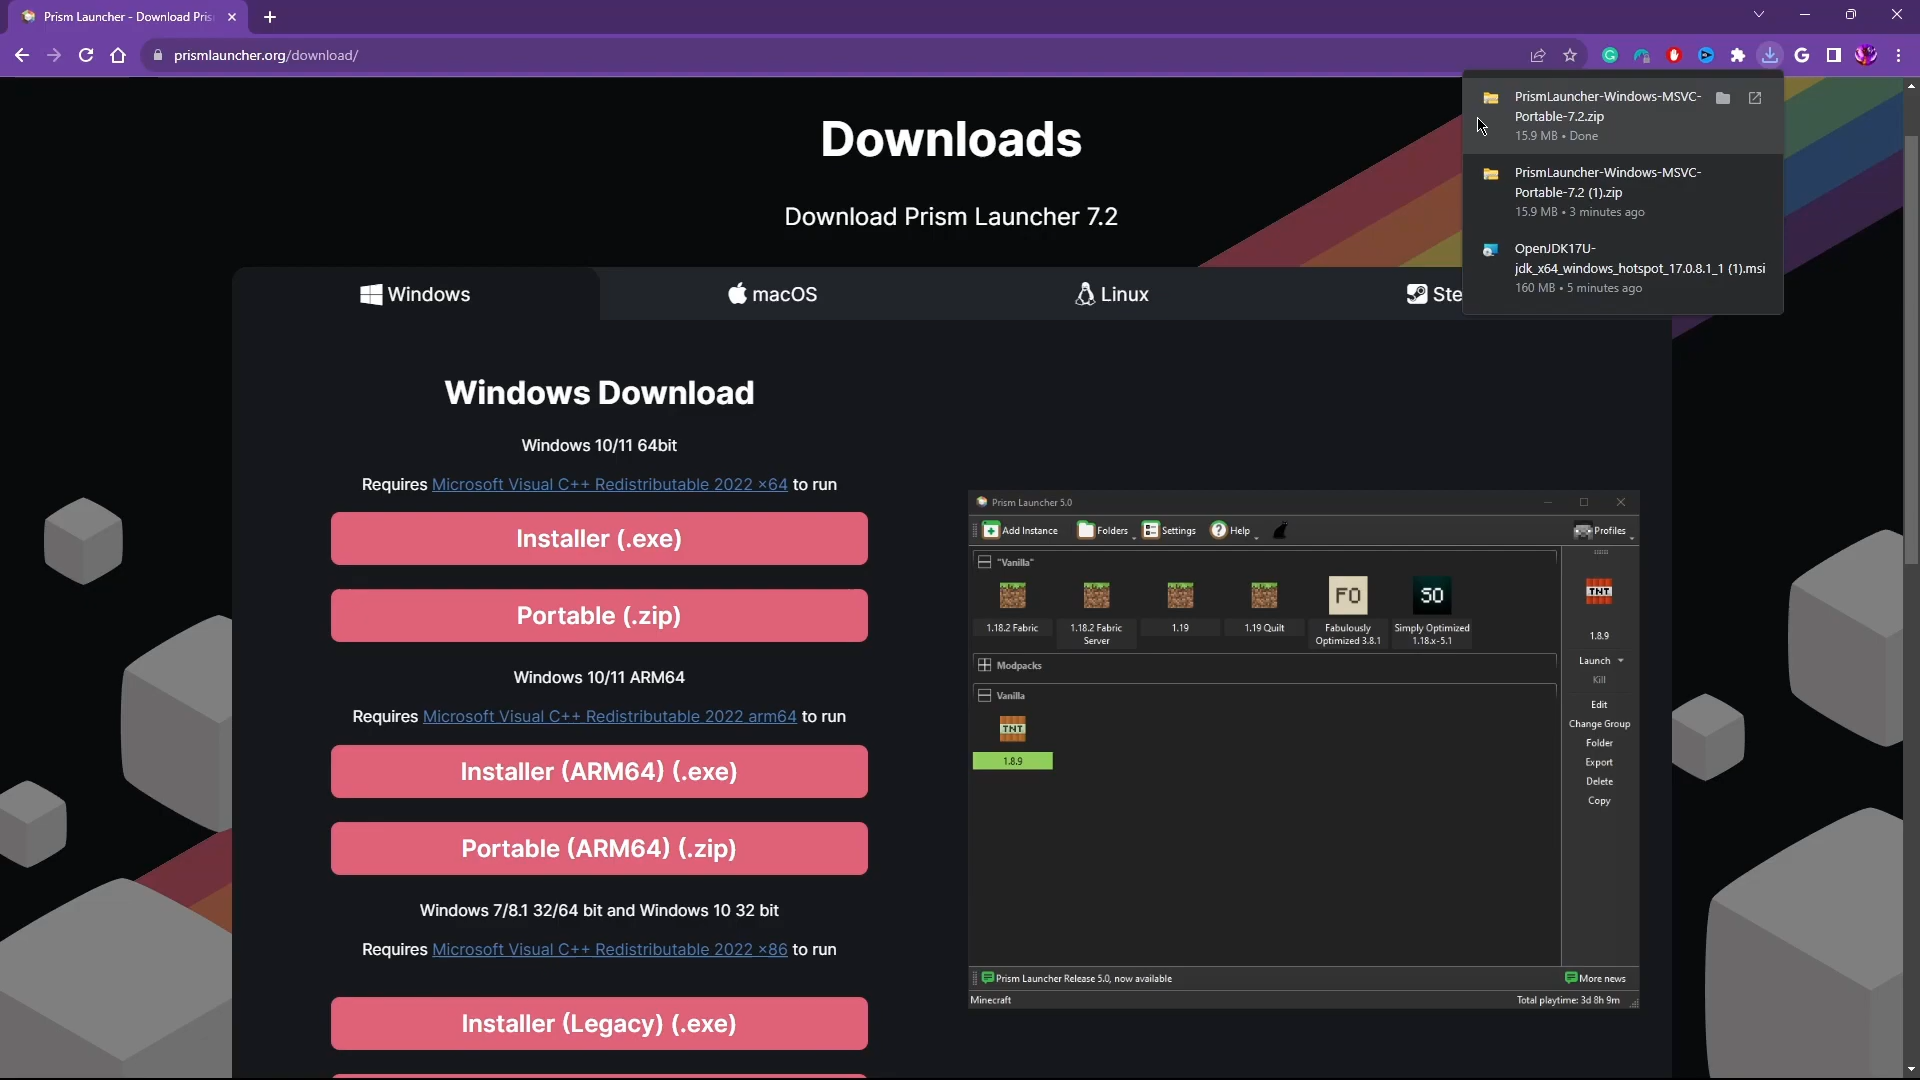 Prism Launcher - Download Pris
prismlauncher.org/download/
PrismLauncher-Windows-MSVC-
Portable-7.2.zip
15.9 MB • Done
PrismLauncher-Windows-MSVC-
Portable-7.2 (1).zip
15.9 MB • 3 minutes ago
OpenJDK17U-
jdk_x64_windows_hotspot_17.0.8.1_1 (1).msi
160 MB • 5 minutes ago
Downloads
Download Prism Launcher 7.2
Windows
macOS
Linux
Ste
Windows Download
Windows 10/11 64bit
Requires Microsoft Visual C++ Redistributable 2022 x64 to run
Installer (.exe)
Portable (.zip)
Windows 10/11 ARM64
Requires Microsoft Visual C++ Redistributable 2022 arm64 to run
Installer (ARM64) (.exe)
Portable (ARM64) (.zip)
Windows 7/8.1 32/64 bit and Windows 10 32 bit
Requires Microsoft Visual C++ Redistributable 2022 x86 to run
Installer (Legacy) (.exe)
Prism Launcher 5.0
Add Instance
Folders
Settings
Help
Profiles
"Vanilla"
FO
SO
1.18.2 Fabric
1.18.2 Fabric
Server
1.19
1.19 Quilt
Fabulously
Optimized 3.8.1
Simply Optimized
1.18.x-5.1
Modpacks
Vanilla
TNT
1.8.9
TNT
1.8.9
Launch
Kill
Edit
Change Group
Folder
Export
Delete
Copy
Prism Launcher Release 5.0, now available
More news
Minecraft
Total playtime: 3d 8h 9m